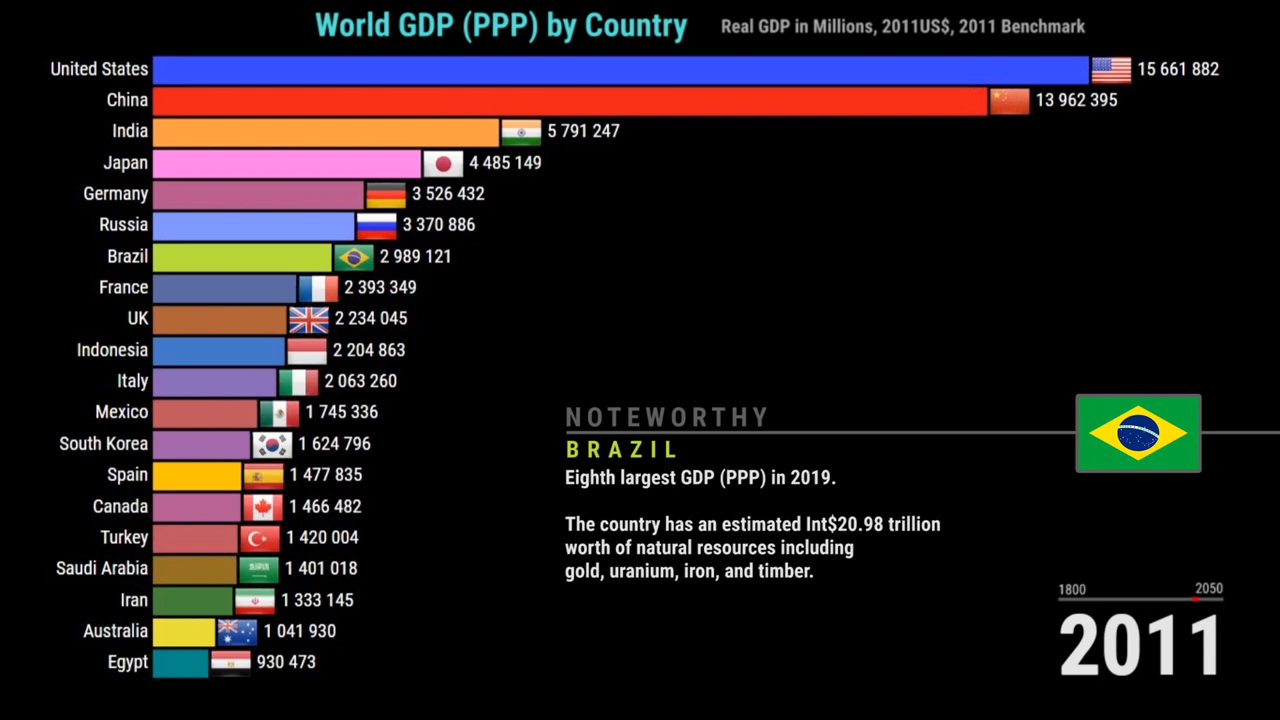 World GDP (PPP) by Country Real GDP in Millions, 2011US$, 2011 Benchmark
United States 15 661 882
China 13 962 395
India 5 791 247
Japan 4 485 149
Germany 3 526 432
Russia 3 370 886
Brazil 2 989 121
France 2 393 349
UK 2 234 045
Indonesia 2 204 863
Italy 2 063 260
Mexico 1 745 336
South Korea 1 624 796
Spain 1 477 835
Canada 1 466 482
Turkey 1 420 004
Saudi Arabia 1 401 018
Iran 1 333 145
Australia 1 041 930
Egypt 930 473
NOTEWORTHY
BRAZIL
Eighth largest GDP (PPP) in 2019.
The country has an estimated Int$20.98 trillion
worth of natural resources including
gold, uranium, iron, and timber.
1800 2050
2011